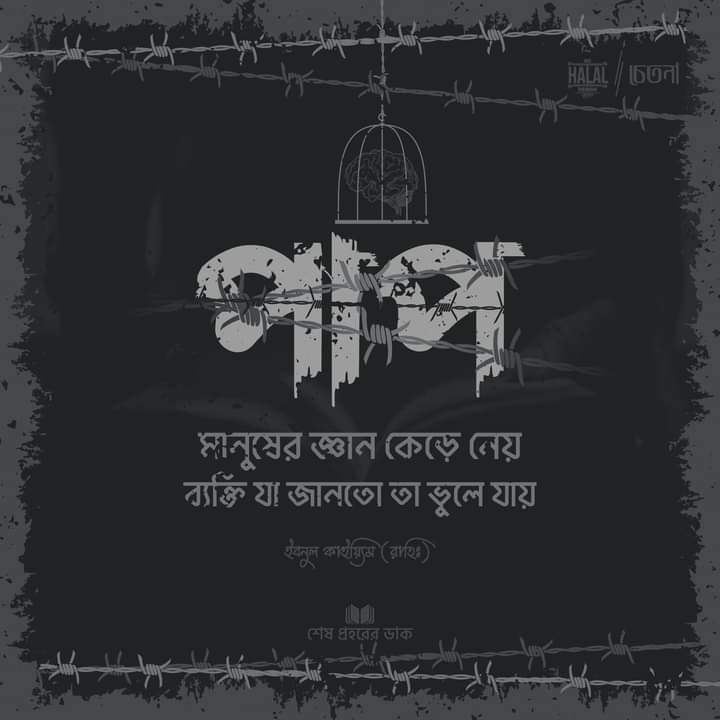 HALAL
চেতনা
পাপ
মানুষের জ্ঞান কেড়ে নেয়
ব্যক্তি যা জানতো তা ভুলে যায়
ইবনুল কাইয়্যিম (রাহিঃ)
শেষ প্রহরের ডাক